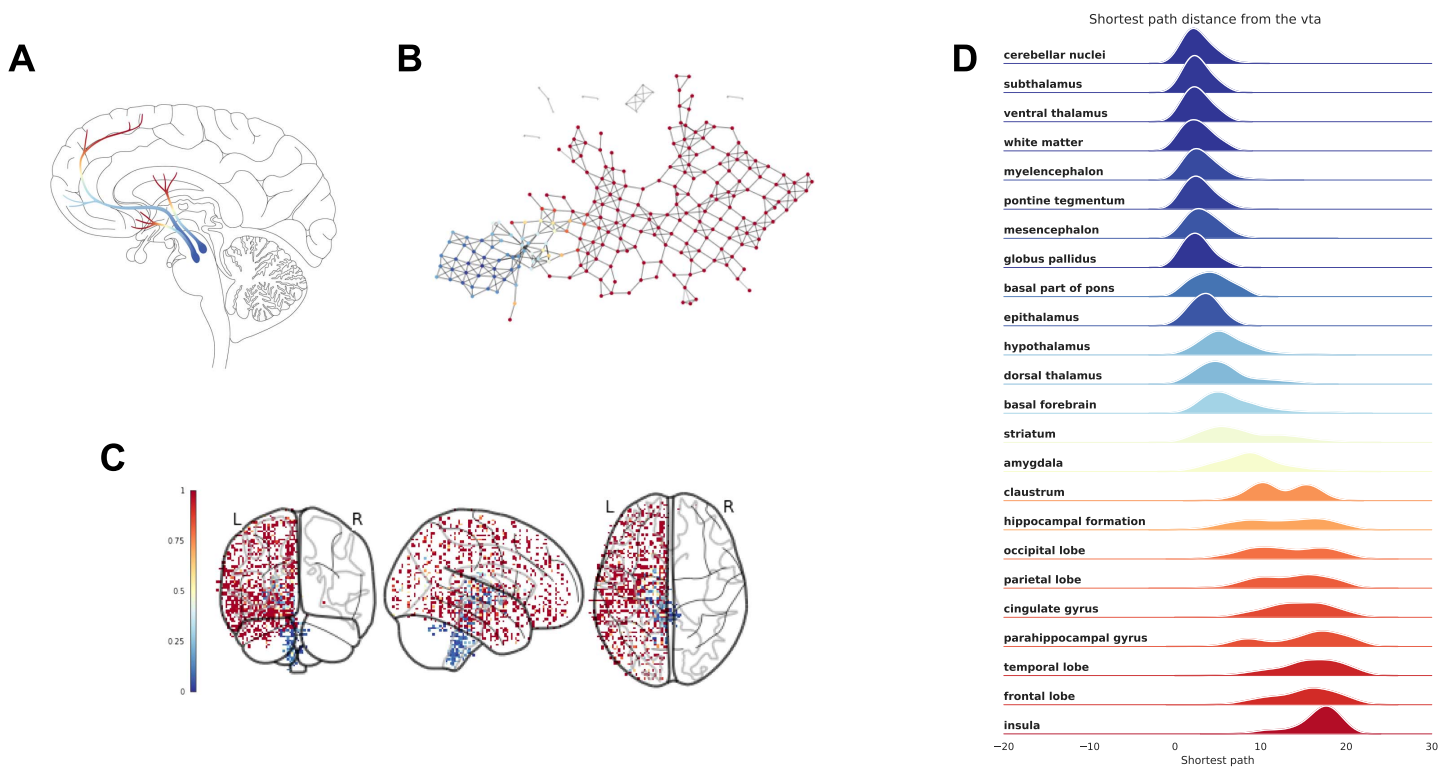 A
B
C
1
0.75
0.5
0.25
0
L
R
L
R
D
Shortest path distance from the vta
cerebellar nuclei
subthalamus
ventral thalamus
white matter
myelencephalon
pontine tegmentum
mesencephalon
globus pallidus
basal part of pons
epithalamus
hypothalamus
dorsal thalamus
basal forebrain
striatum
amygdala
claustrum
hippocampal formation
occipital lobe
parietal lobe
cingulate gyrus
parahippocampal gyrus
temporal lobe
frontal lobe
insula
−20 −10 0 10 20 30
Shortest path